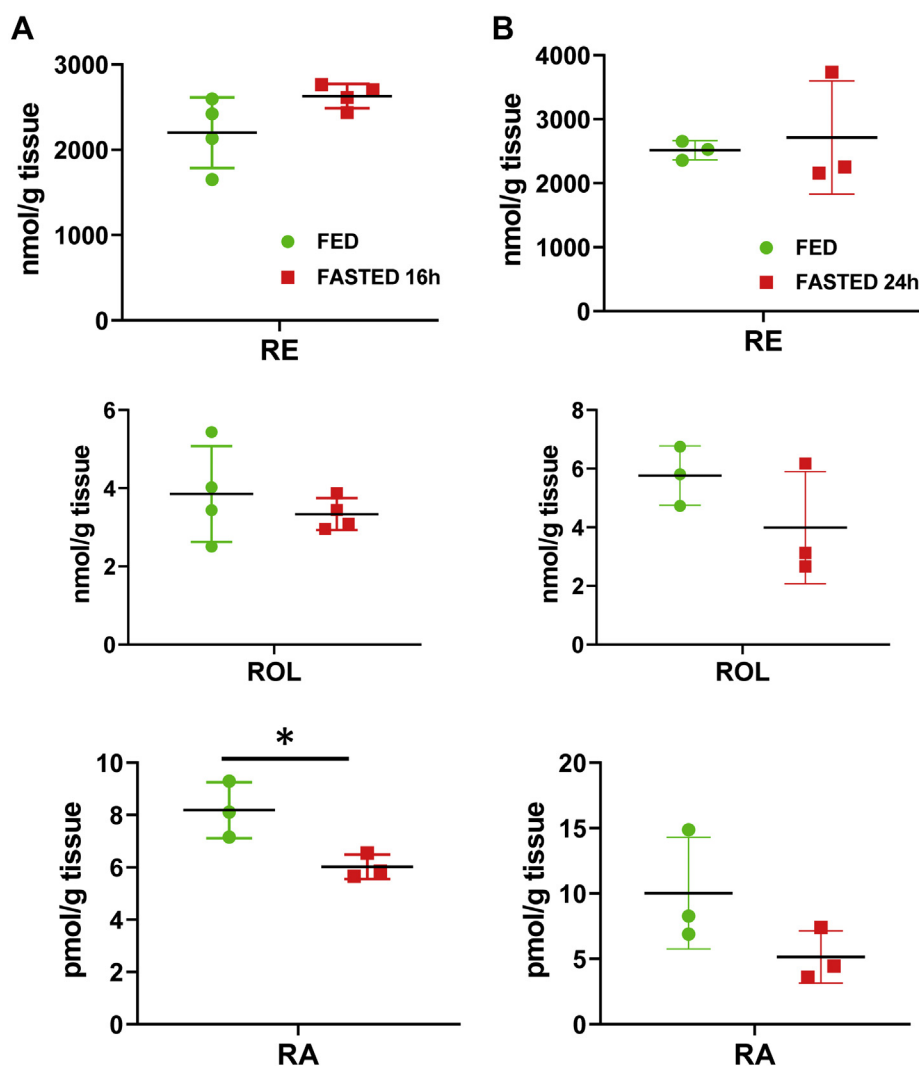 A
nmol/g tissue
3000
2000
1000
0
FED
FASTED 16h
RE
B
nmol/g tissue
4000
3000
2000
1000
0
FED
FASTED 24h
RE
nmol/g tissue
6
4
2
0
ROL
nmol/g tissue
8
6
4
2
0
ROL
pmol/g tissue
10
8
6
4
2
0
*
RA
pmol/g tissue
20
15
10
5
0
RA